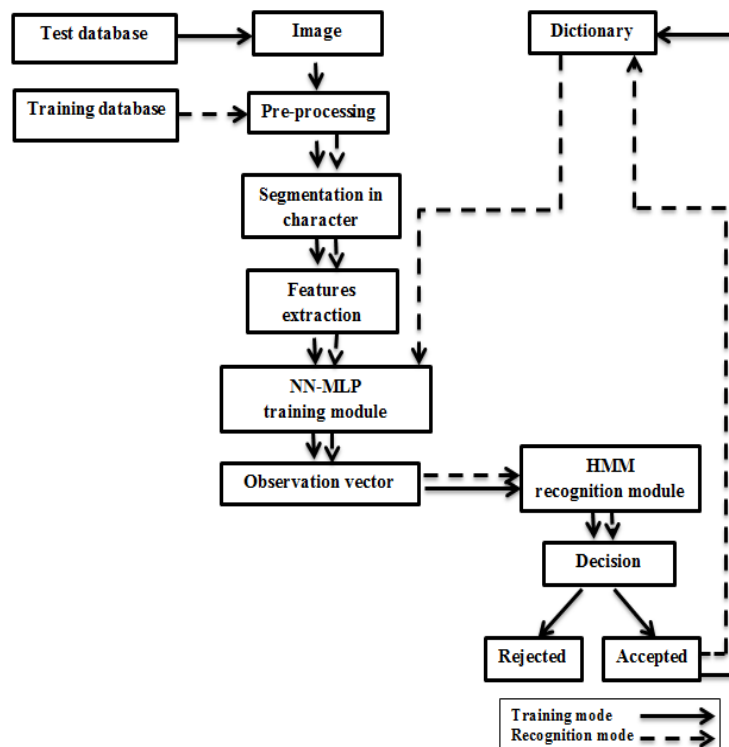 Test database
Image
Dictionary
Training database
Pre-processing
Segmentation in
character
Features
extraction
NN-MLP
training module
Observation vector
HMM
recognition module
Decision
Rejected
Accepted
Training mode
Recognition mode